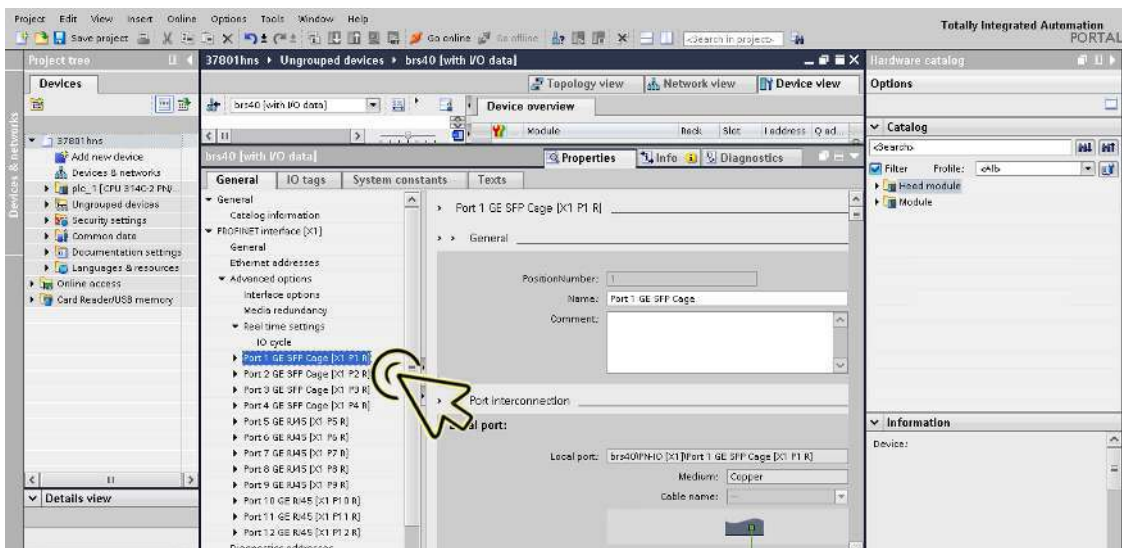 Project Edit View Insert Online Options Tools Window Help
Totally Integrated Automation
PORTAL
Save project
Go online
Go offline
<Search in project>
Project tree
37801hns ▸ Ungrouped devices ▸ brs40 [with I/O data]
Hardware catalog
Devices
Topology view
Network view
Device view
Options
brs40 [with I/O data]
Device overview
Module
Rack
Slot
I address
Q ad...
Catalog
<Search>
Filter
Profile:
<All>
Head module
Module
Devices & networks
37801hns
Add new device
Devices & networks
plc_1 [CPU 314C-2 PN/...
Ungrouped devices
Security settings
Common data
Documentation settings
Languages & resources
Online access
Card Reader/USB memory
Details view
brs40 [with I/O data]
Properties
Info
Diagnostics
General
IO tags
System constants
Texts
General
Catalog information
PROFINET interface [X1]
General
Ethernet addresses
Advanced options
Interface options
Media redundancy
Real time settings
IO cycle
Port 1 GE SFP Cage [X1 P1 R]
Port 2 GE SFP Cage [X1 P2 R]
Port 3 GE SFP Cage [X1 P3 R]
Port 4 GE SFP Cage [X1 P4 R]
Port 5 GE RJ45 [X1 P5 R]
Port 6 GE RJ45 [X1 P6 R]
Port 7 GE RJ45 [X1 P7 R]
Port 8 GE RJ45 [X1 P8 R]
Port 9 GE RJ45 [X1 P9 R]
Port 10 GE RJ45 [X1 P10 R]
Port 11 GE RJ45 [X1 P11 R]
Port 12 GE RJ45 [X1 P12 R]
Diagnostics addresses
Port 1 GE SFP Cage [X1 P1 R]
General
PositionNumber: 1
Name: Port 1 GE SFP Cage
Comment:
Port interconnection
port:
Local port: brs40\PN-IO [X1]\Port 1 GE SFP Cage [X1 P1 R]
Medium: Copper
Cable name: ---
Information
Device: